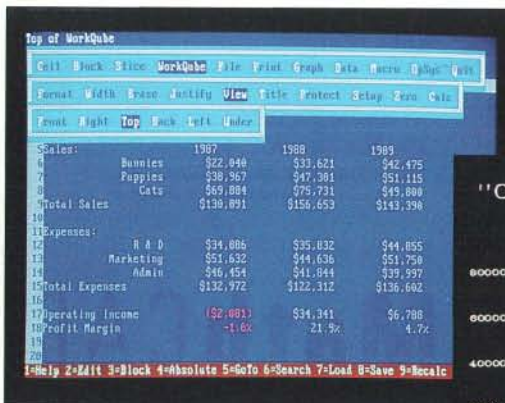 Top of WorkQube
Cell Block Slice WorkQube File Print Graph Data Macro OpSys Quit
Format Width Erase Justify View Title Protect Setup Zero Calc
Front Right Top Back Left Under
5 Sales: 1987 1988 1989
6 Bunnies $22,040 $33,621 $42,475
7 Puppies $38,967 $47,301 $51,115
8 Cats $69,884 $75,731 $49,800
9 Total Sales $130,891 $156,653 $143,390
10
11 Expenses:
12 R & D $34,886 $35,832 $44,855
13 Marketing $51,632 $44,636 $51,750
14 Admin $46,454 $41,844 $39,997
15 Total Expenses $132,972 $122,312 $136,602
16
17 Operating Income ($2,081) $34,341 $6,788
18 Profit Margin -1.6% 21.9% 4.7%
19
20
1=Help 2=Edit 3=Block 4=Absolute 5=GoTo 6=Search 7=Load 8=Save 9=Recalc
"C
80000
60000
40000